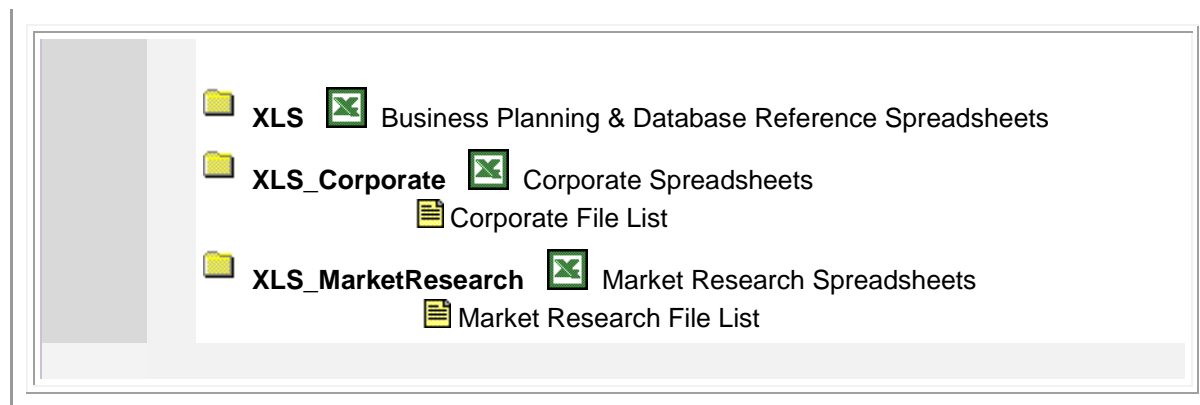 XLS Business Planning & Database Reference Spreadsheets
XLS_Corporate Corporate Spreadsheets
Corporate File List
XLS_MarketResearch Market Research Spreadsheets
Market Research File List